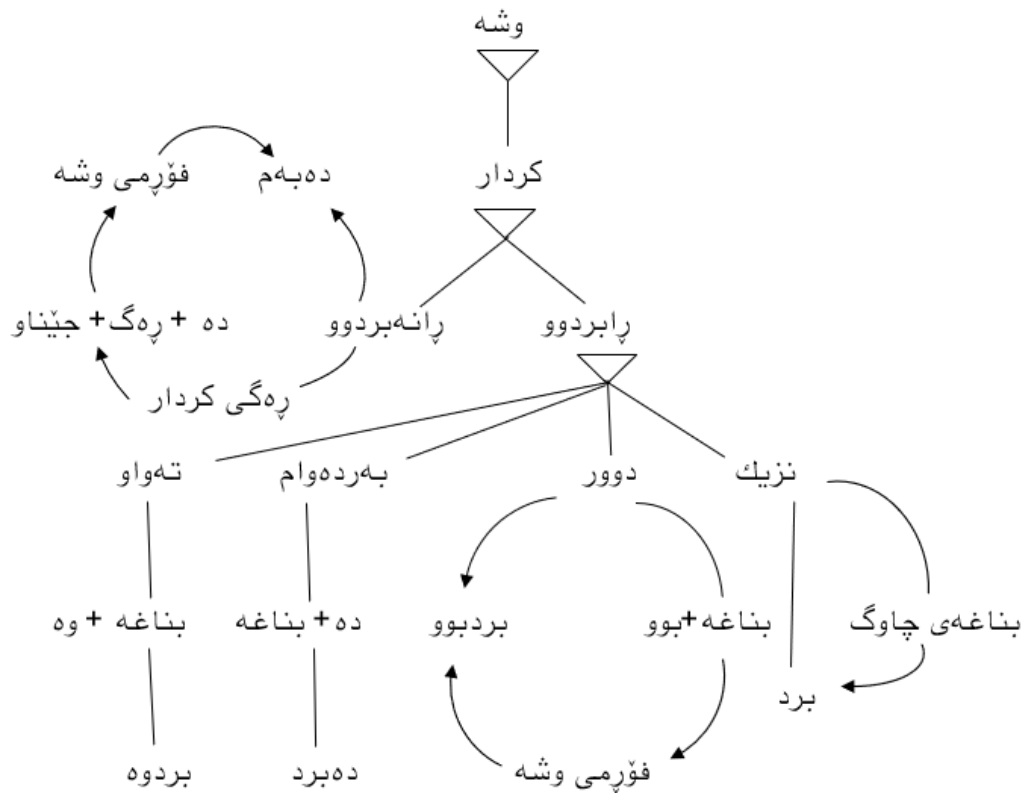 وشە
کردار
فۆڕمی وشە
دەبەم
ڕابردوو
ڕانەبردوو
دە + ڕەگ + جێناو
ڕەگی کردار
نزیك
دوور
بەردەوام
تەواو
بناغەی چاوگ
بناغە+بوو
بردبوو
دە + بناغە
بناغە + وە
برد
فۆڕمی وشە
دەبرد
بردوە